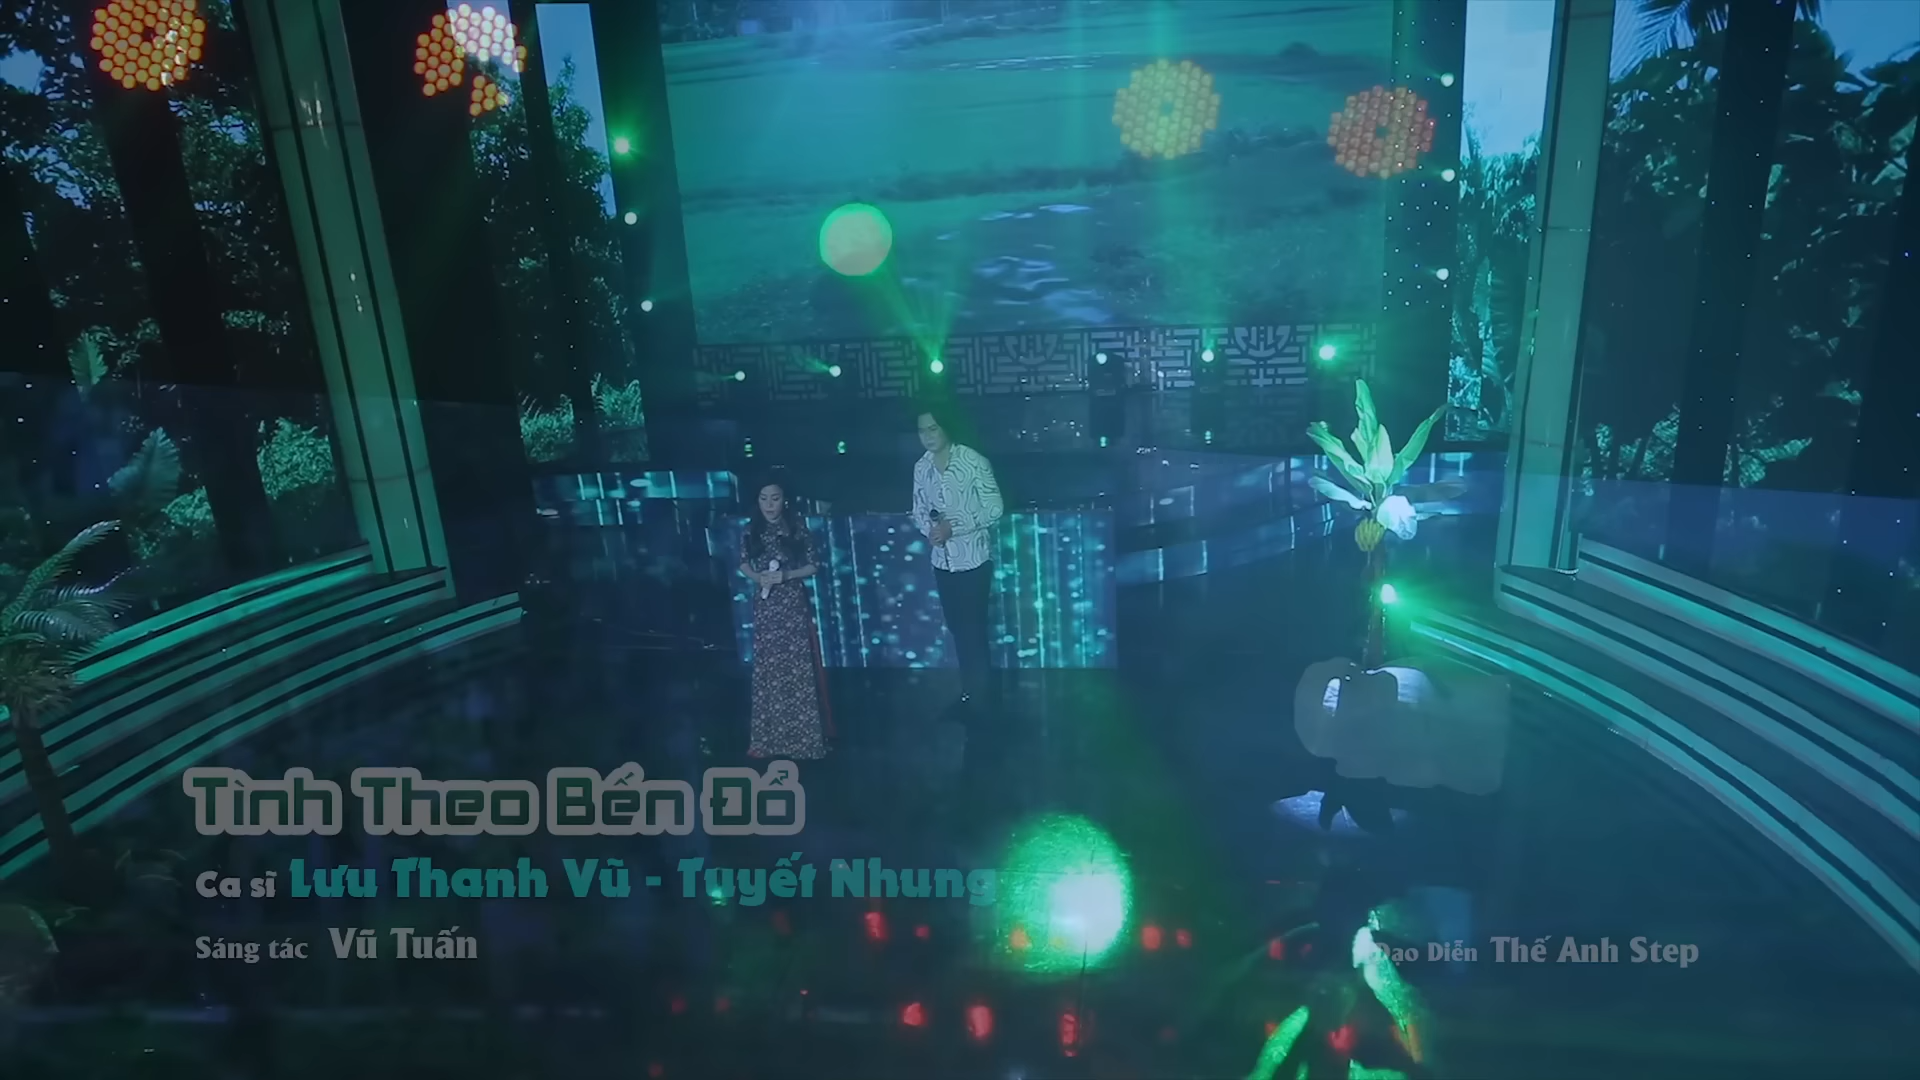 Tình Theo Bến Đổ
Ca sĩ Lưu Thanh Vũ - Tuyết Nhung
Sáng tác Vũ Tuấn
Đạo Diễn Thế Anh Step